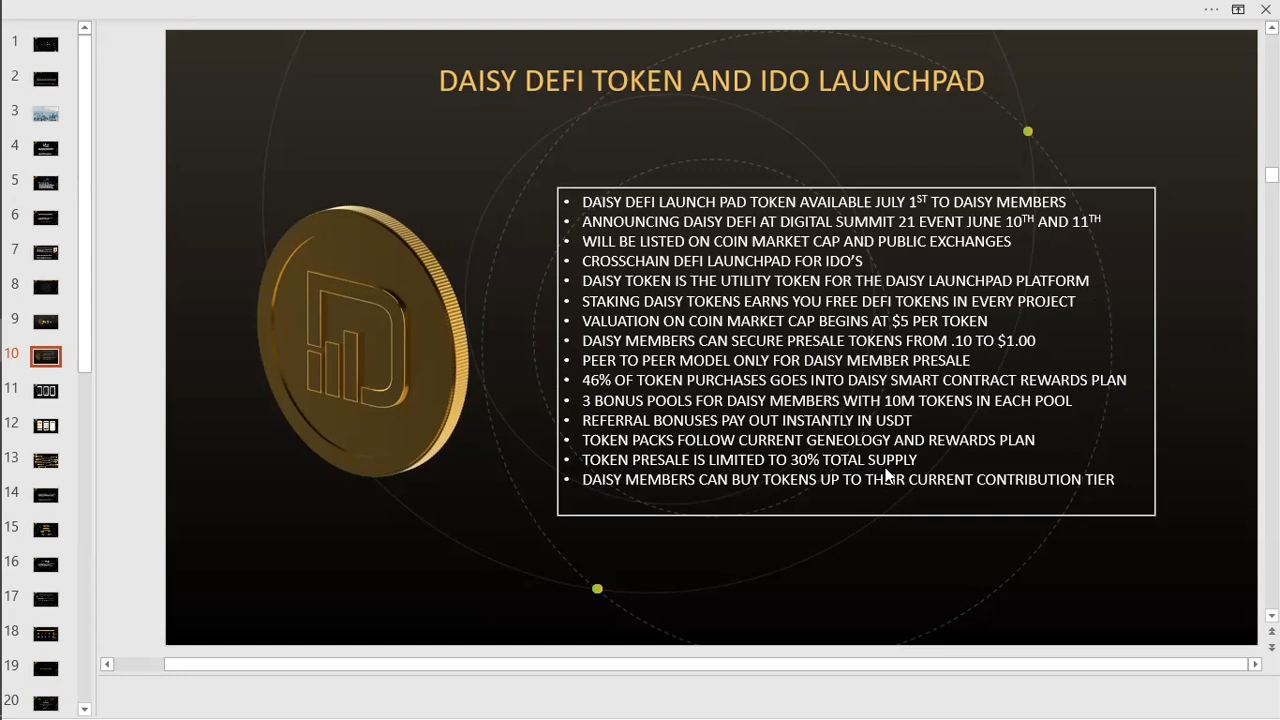 DAISY DEFI TOKEN AND IDO LAUNCHPAD
• DAISY DEFI LAUNCH PAD TOKEN AVAILABLE JULY 1ST TO DAISY MEMBERS
• ANNOUNCING DAISY DEFI AT DIGITAL SUMMIT 21 EVENT JUNE 10TH AND 11TH
• WILL BE LISTED ON COIN MARKET CAP AND PUBLIC EXCHANGES
• CROSSCHAIN DEFI LAUNCHPAD FOR IDO'S
• DAISY TOKEN IS THE UTILITY TOKEN FOR THE DAISY LAUNCHPAD PLATFORM
• STAKING DAISY TOKENS EARNS YOU FREE DEFI TOKENS IN EVERY PROJECT
• VALUATION ON COIN MARKET CAP BEGINS AT $5 PER TOKEN
• DAISY MEMBERS CAN SECURE PRESALE TOKENS FROM .10 TO $1.00
• PEER TO PEER MODEL ONLY FOR DAISY MEMBER PRESALE
• 46% OF TOKEN PURCHASES GOES INTO DAISY SMART CONTRACT REWARDS PLAN
• 3 BONUS POOLS FOR DAISY MEMBERS WITH 10M TOKENS IN EACH POOL
• REFERRAL BONUSES PAY OUT INSTANTLY IN USDT
• TOKEN PACKS FOLLOW CURRENT GENEOLOGY AND REWARDS PLAN
• TOKEN PRESALE IS LIMITED TO 30% TOTAL SUPPLY
• DAISY MEMBERS CAN BUY TOKENS UP TO THEIR CURRENT CONTRIBUTION TIER
1
2
3
4
5
6
7
8
9
10
11
12
13
14
15
16
17
18
19
20